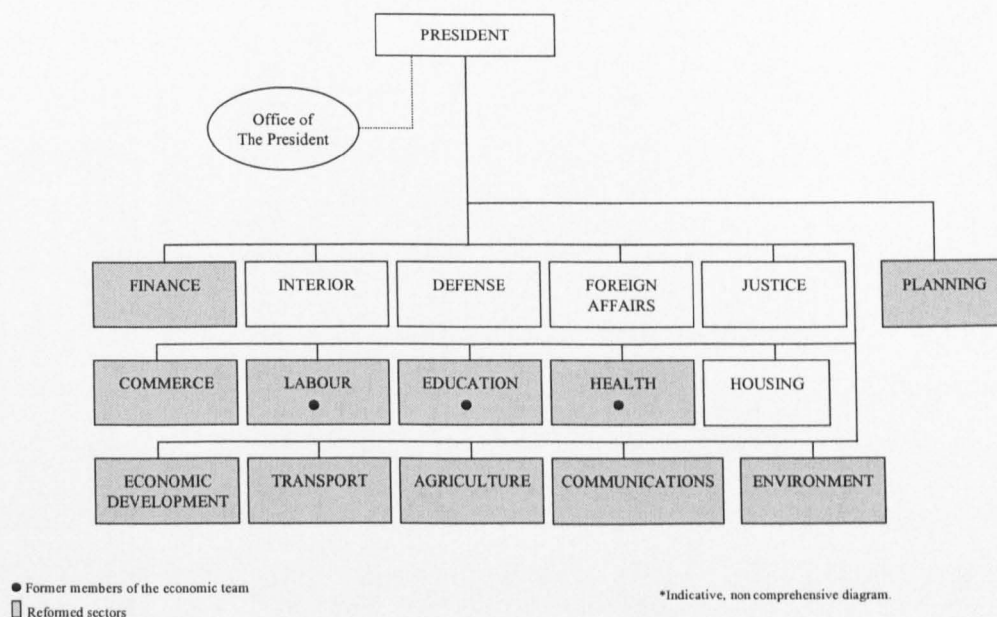 PRESIDENT
Office of
The President
FINANCE
INTERIOR
DEFENSE
FOREIGN
AFFAIRS
JUSTICE
PLANNING
COMMERCE
LABOUR
EDUCATION
HEALTH
HOUSING
ECONOMIC
DEVELOPMENT
TRANSPORT
AGRICULTURE
COMMUNICATIONS
ENVIRONMENT
● Former members of the economic team
Reformed sectors
*Indicative, non comprehensive diagram.